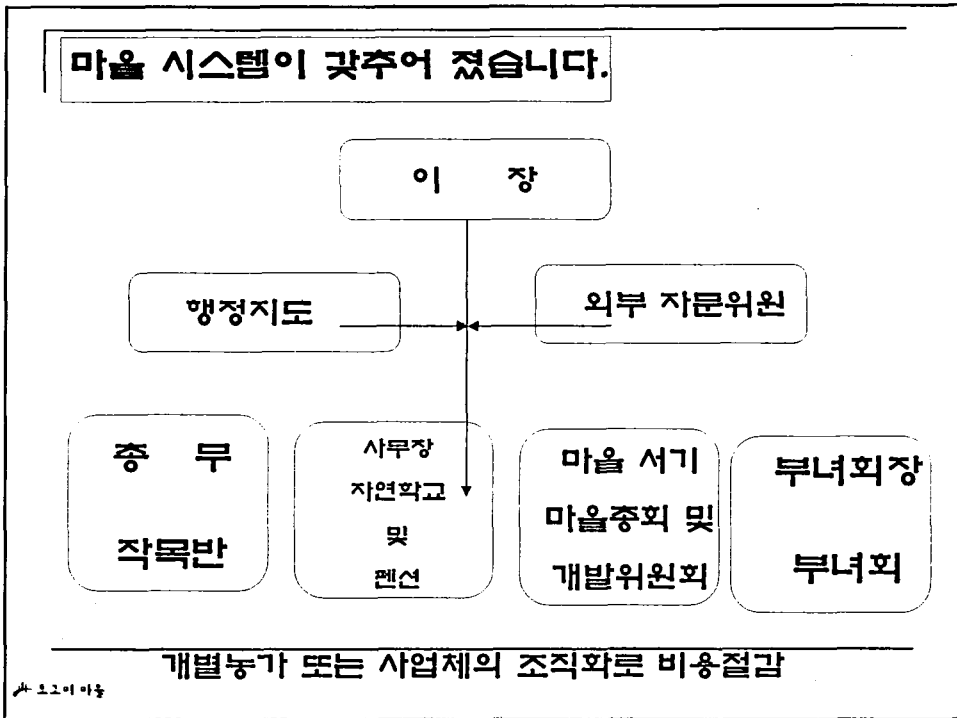 마을 시스템이 갖추어 졌습니다.
이 장
행정지도
외부 자문위원
총 무
작목반
사무장
자연학교
및
펜션
마을 서기
마을총회 및
개발위원회
부녀회장
부녀회
개별농가 또는 사업체의 조직화로 비용절감
마을